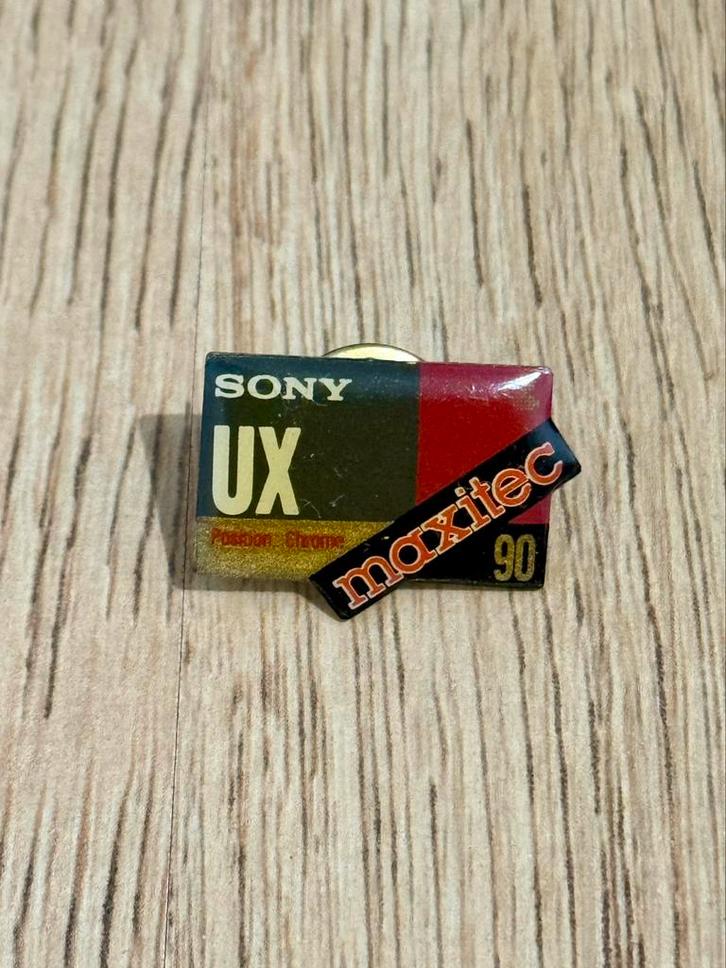 SONY
UX
Position Chrome
maxitec
90